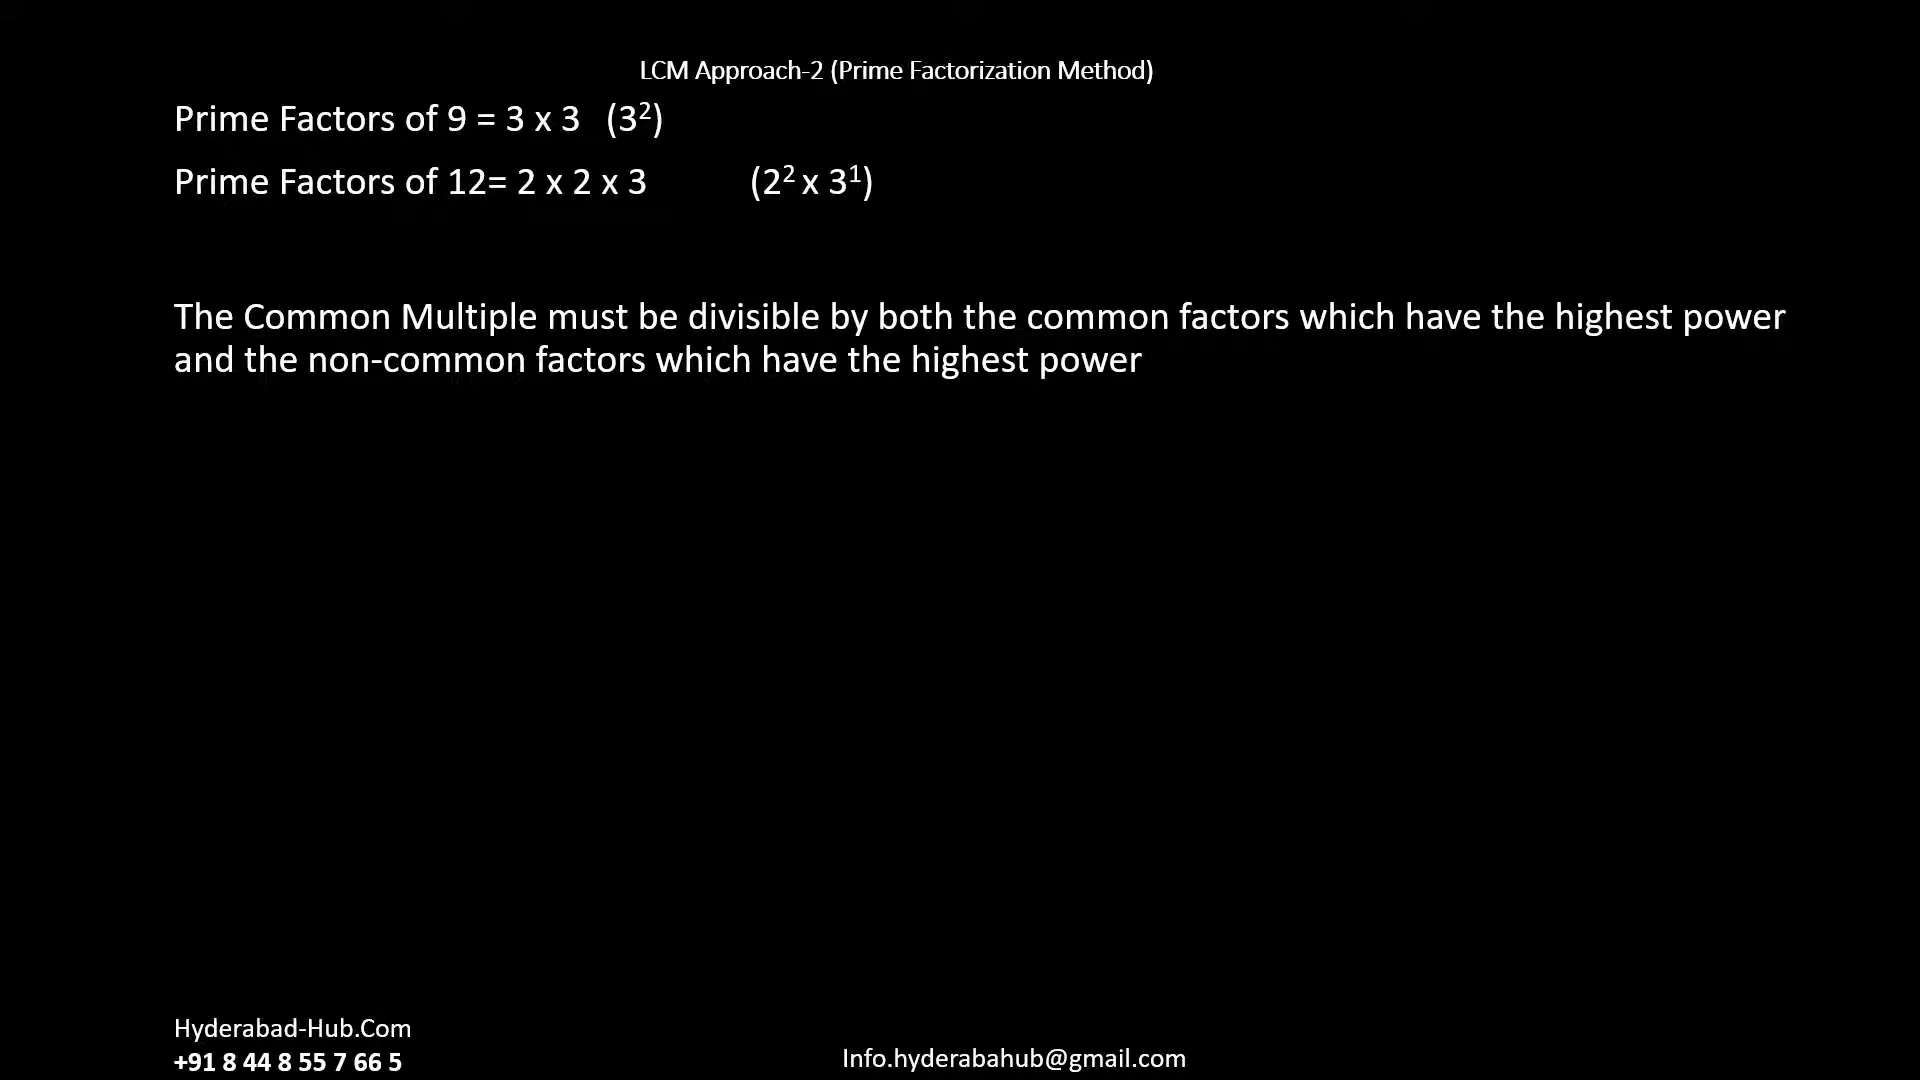 LCM Approach-2 (Prime Factorization Method)
Prime Factors of 9 = 3 x 3 (3²)
Prime Factors of 12= 2 x 2 x 3 (2² x 3¹)
The Common Multiple must be divisible by both the common factors which have the highest power
and the non-common factors which have the highest power
Hyderabad-Hub.Com
+91 8 44 8 55 7 66 5
Info.hyderabahub@gmail.com